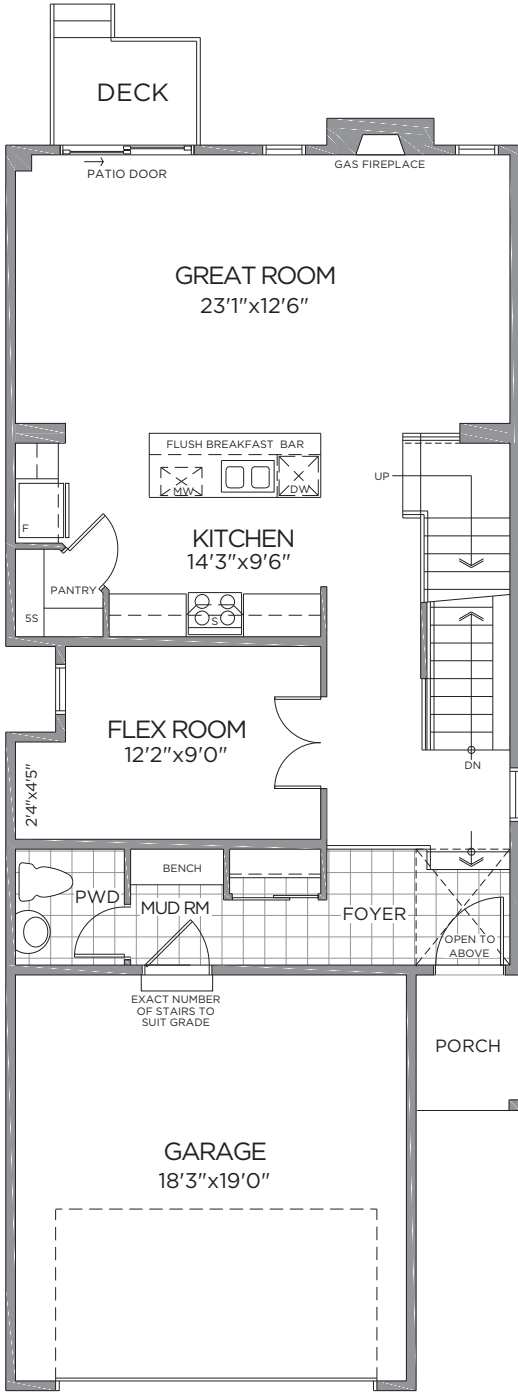 DECK
PATIO DOOR
GAS FIREPLACE
GREAT ROOM
23'1"x12'6"
FLUSH BREAKFAST BAR
MW
DW
UP
F
KITCHEN
14'3"x9'6"
PANTRY
5S
S
FLEX ROOM
12'2"x9'0"
2'4"x4'5"
DN
BENCH
PWD
MUD RM
FOYER
OPEN TO
ABOVE
EXACT NUMBER
OF STAIRS TO
SUIT GRADE
PORCH
GARAGE
18'3"x19'0"